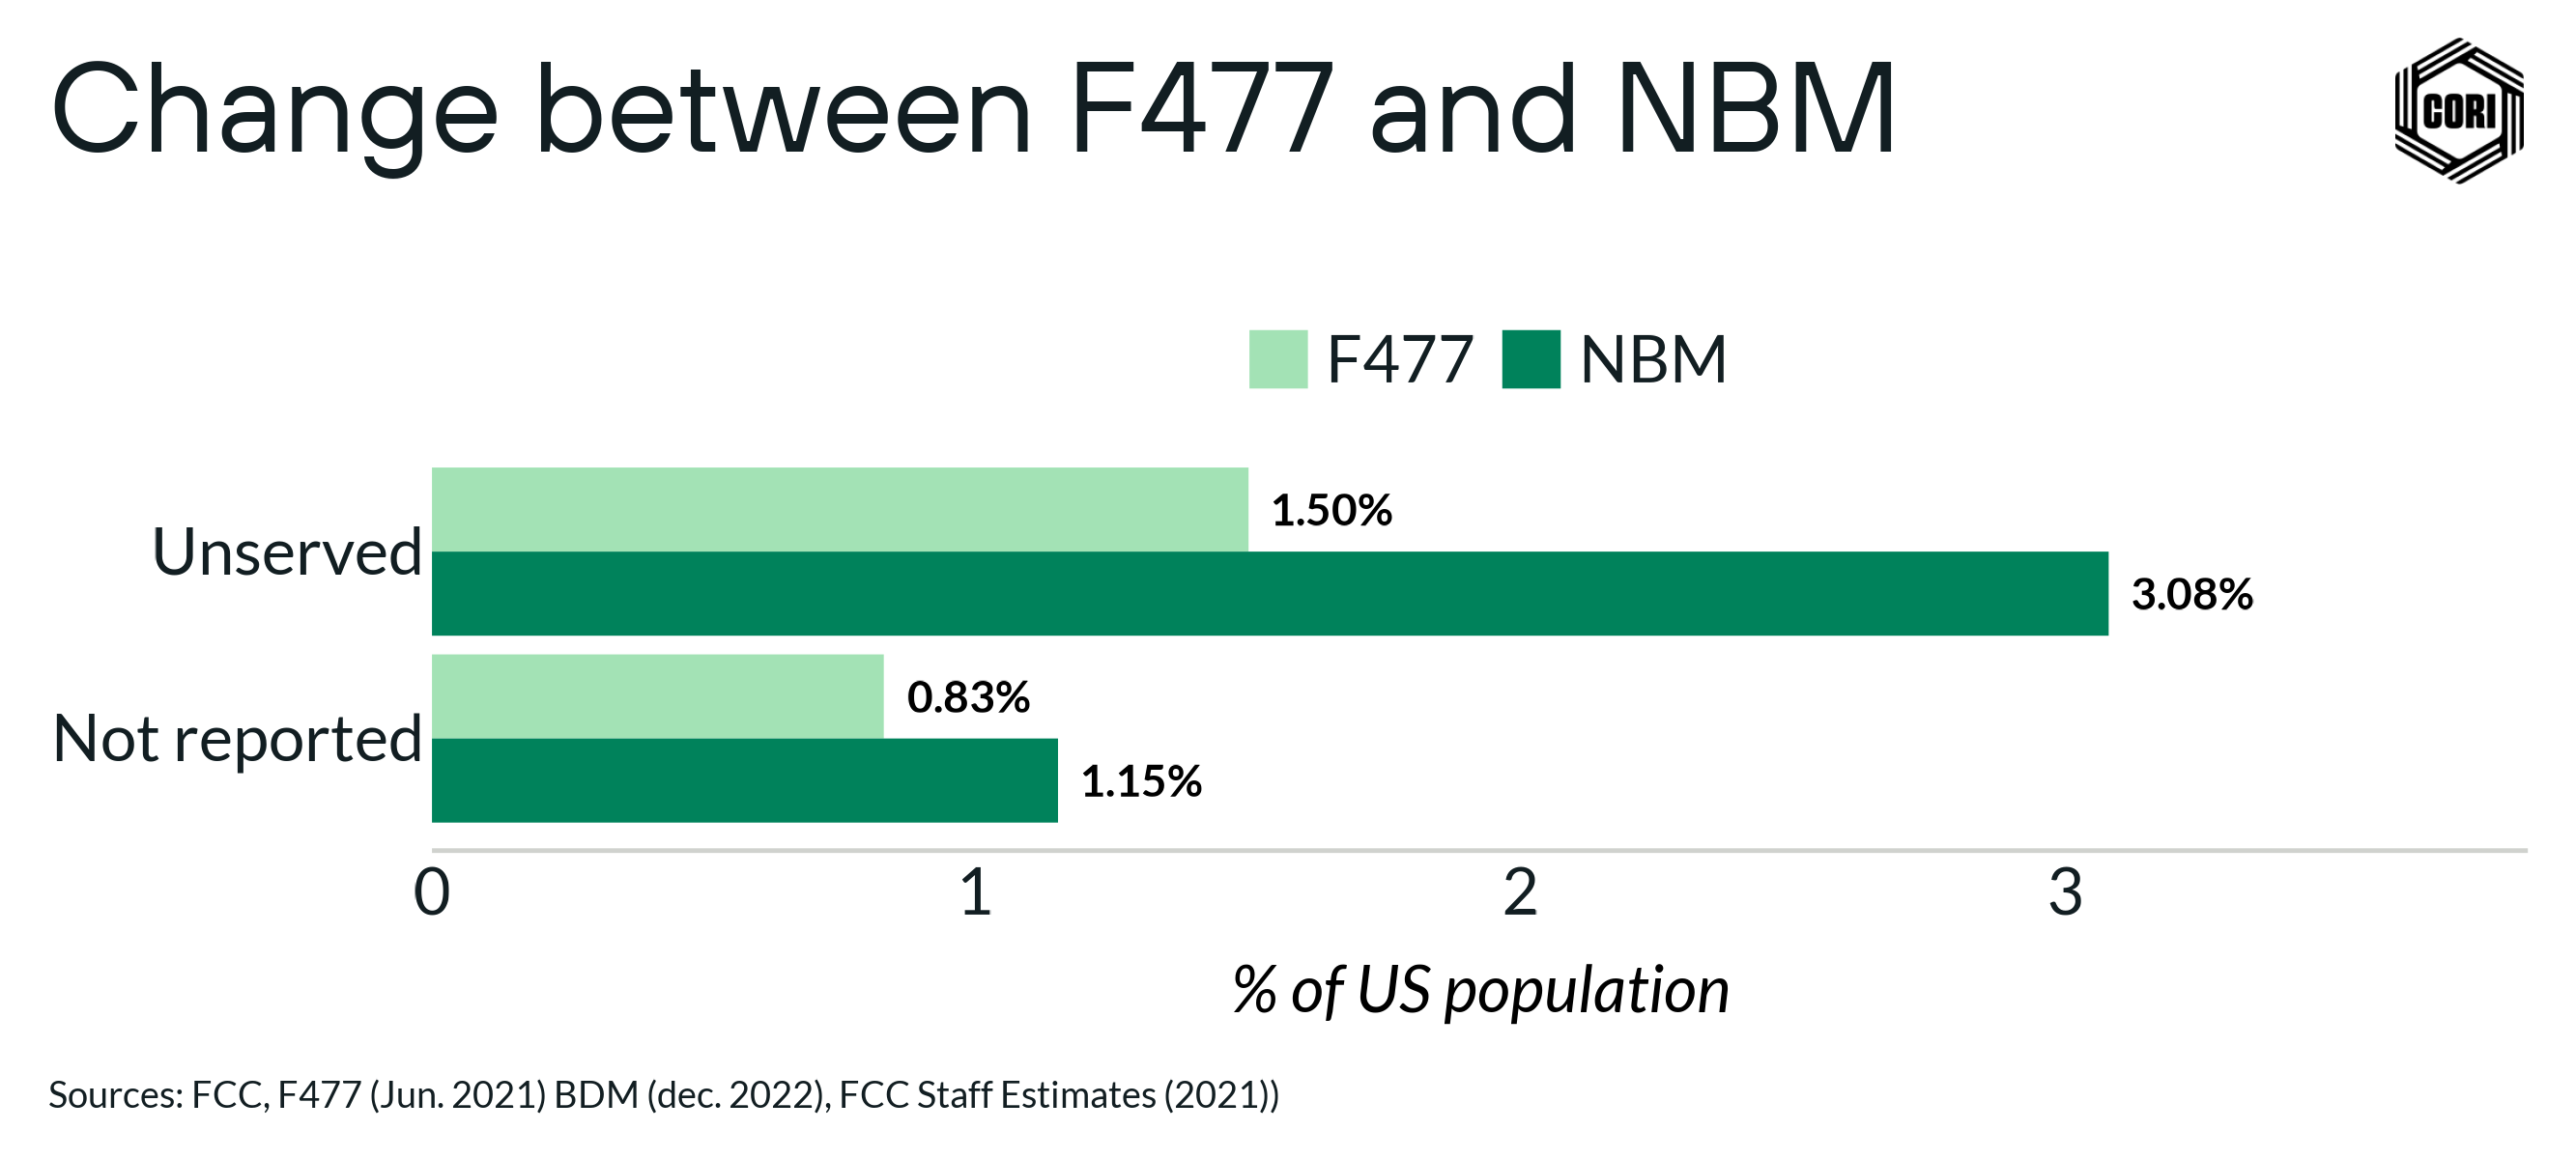 Change between F477 and NBM
CORI
F477 NBM
Unserved
1.50%
3.08%
Not reported
0.83%
1.15%
0 1 2 3
% of US population
Sources: FCC, F477 (Jun. 2021) BDM (dec. 2022), FCC Staff Estimates (2021))